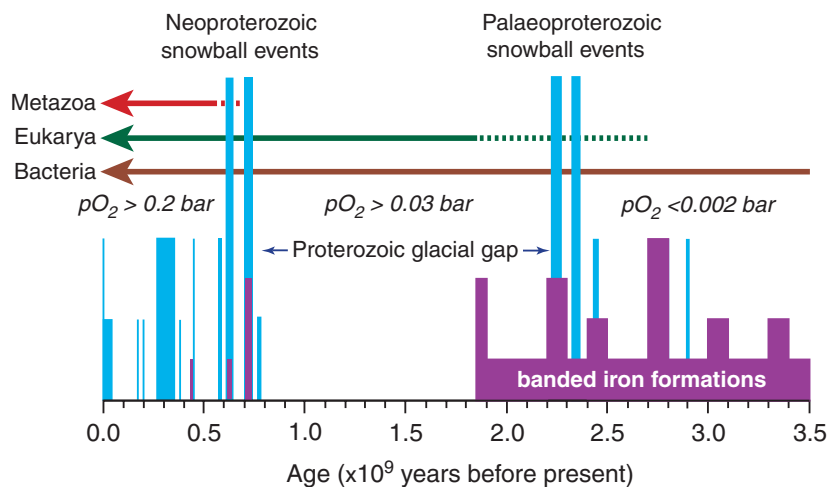 Neoproterozoic
snowball events
Palaeoproterozoic
snowball events
Metazoa
Eukarya
Bacteria
pO2 > 0.2 bar
pO2 > 0.03 bar
pO2 <0.002 bar
Proterozoic glacial gap
banded iron formations
0.0 0.5 1.0 1.5 2.0 2.5 3.0 3.5
Age (x10⁹ years before present)